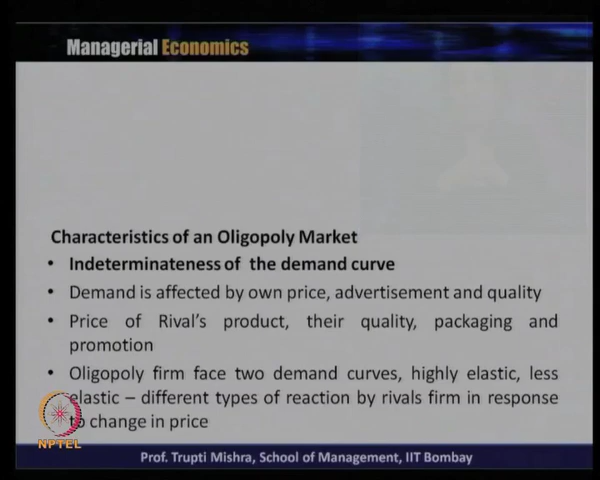 Managerial Economics
Characteristics of an Oligopoly Market
• Indeterminateness of the demand curve
• Demand is affected by own price, advertisement and quality
• Price of Rival's product, their quality, packaging and
promotion
• Oligopoly firm face two demand curves, highly elastic, less
elastic – different types of reaction by rivals firm in response
to change in price
NPTEL
Prof. Trupti Mishra, School of Management, IIT Bombay